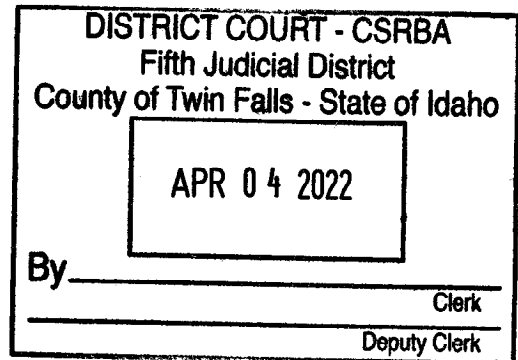 DISTRICT COURT - CSRBA
Fifth Judicial District
County of Twin Falls - State of Idaho
APR 04 2022
By
Clerk
Deputy Clerk